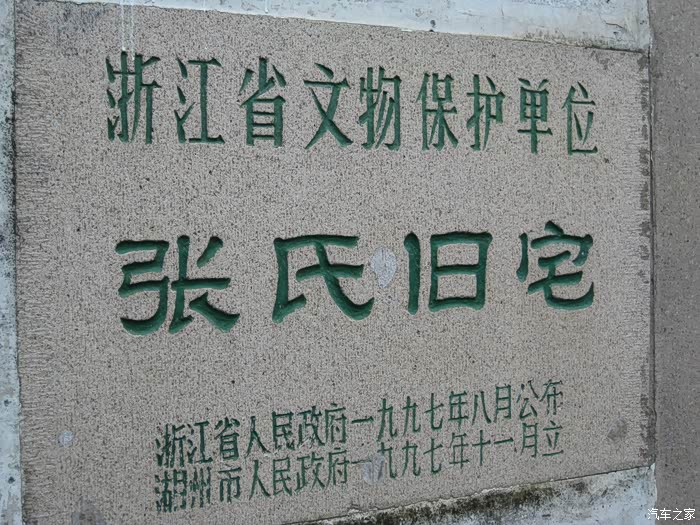 浙江省文物保护单位
张氏旧宅
浙江省人民政府一九九七年八月公布
湖州市人民政府一九九七年十一月立
汽车之家